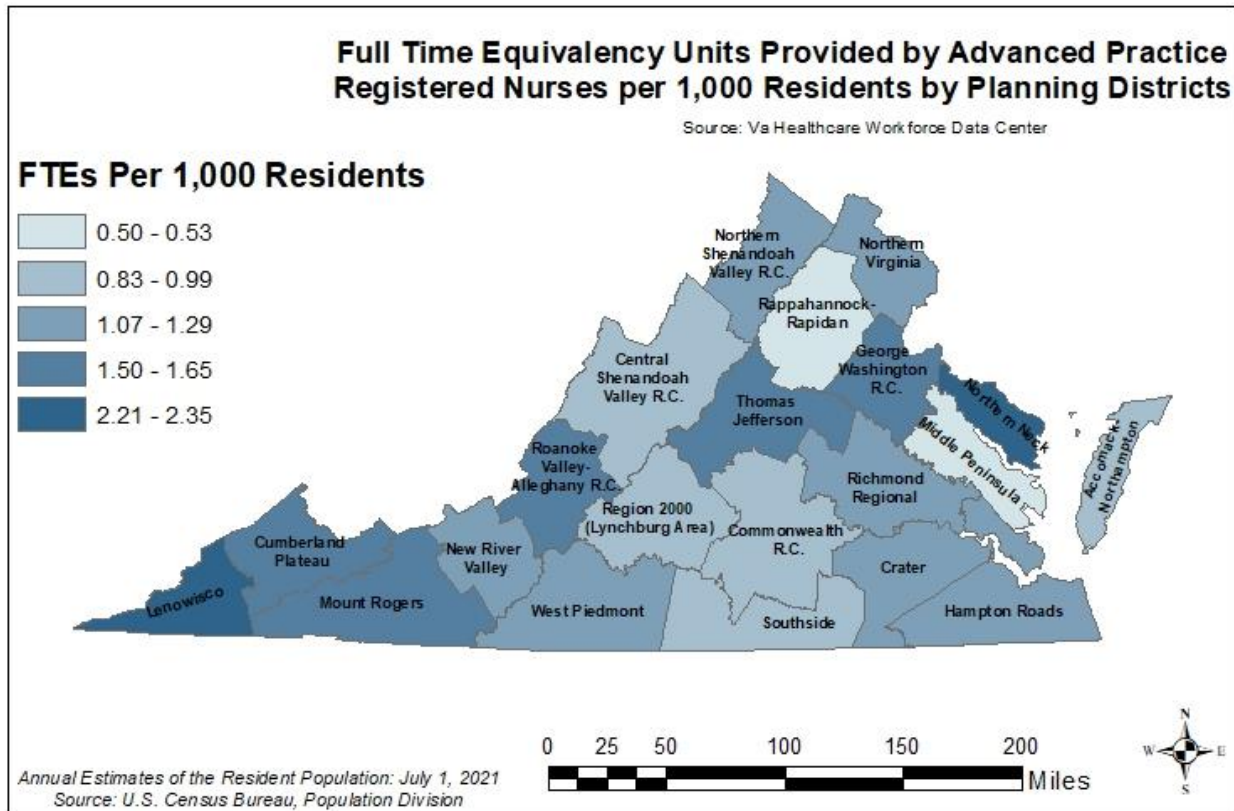 Full Time Equivalency Units Provided by Advanced Practice
Registered Nurses per 1,000 Residents by Planning Districts
Source: Va Healthcare Workforce Data Center
FTEs Per 1,000 Residents
0.50 - 0.53
0.83 - 0.99
1.07 - 1.29
1.50 - 1.65
2.21 - 2.35
Northern
Shenandoah
Valley R.C.
Northern
Virginia
Rappahannock-
Rapidan
Central
Shenandoah
Valley R.C.
George
Washington
R.C.
Northern Neck
Thomas
Jefferson
Middle Peninsula
Accomack-
Northampton
Roanoke
Valley-
Alleghany R.C.
Richmond
Regional
Region 2000
(Lynchburg Area)
Commonwealth
R.C.
Cumberland
Plateau
New River
Valley
Crater
Lenowisco
Mount Rogers
West Piedmont
Southside
Hampton Roads
N
W E
S
0 25 50 100 150 200
Miles
Annual Estimates of the Resident Population: July 1, 2021
Source: U.S. Census Bureau, Population Division